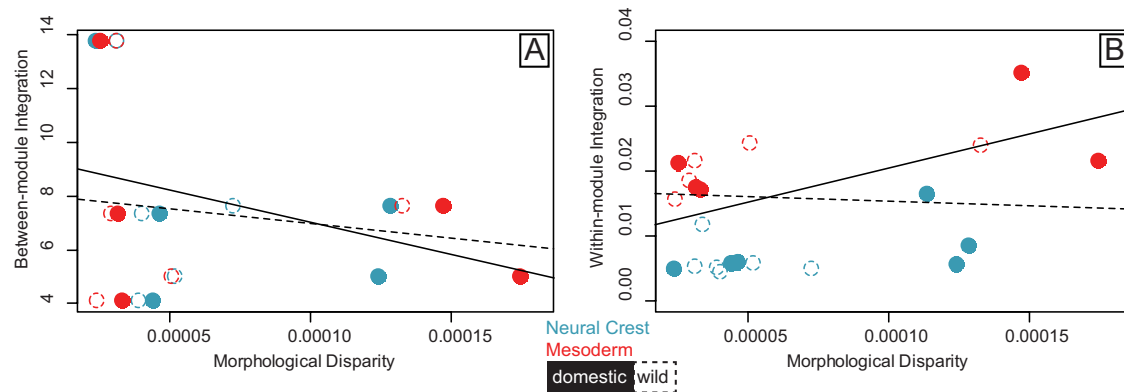 A
Between-module Integration
14
12
10
8
6
4
0.00005 0.00010 0.00015
Morphological Disparity
B
Within-module Integration
0.04
0.03
0.02
0.01
0.00
0.00005 0.00010 0.00015
Morphological Disparity
Neural Crest
Mesoderm
domestic wild